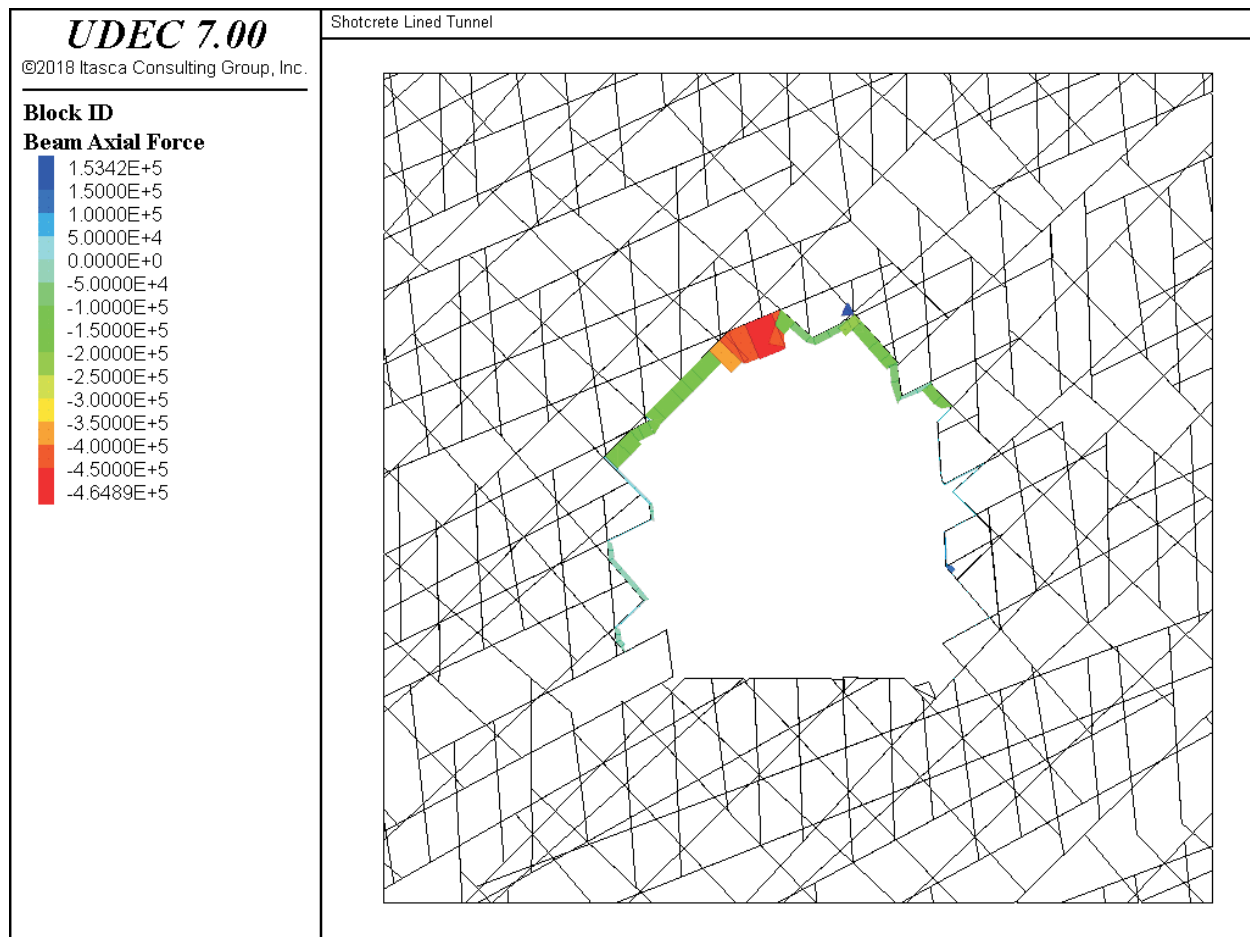 UDEC 7.00
©2018 Itasca Consulting Group, Inc.
Block ID
Beam Axial Force
1.5342E+5
1.5000E+5
1.0000E+5
5.0000E+4
0.0000E+0
-5.0000E+4
-1.0000E+5
-1.5000E+5
-2.0000E+5
-2.5000E+5
-3.0000E+5
-3.5000E+5
-4.0000E+5
-4.5000E+5
-4.6489E+5
Shotcrete Lined Tunnel